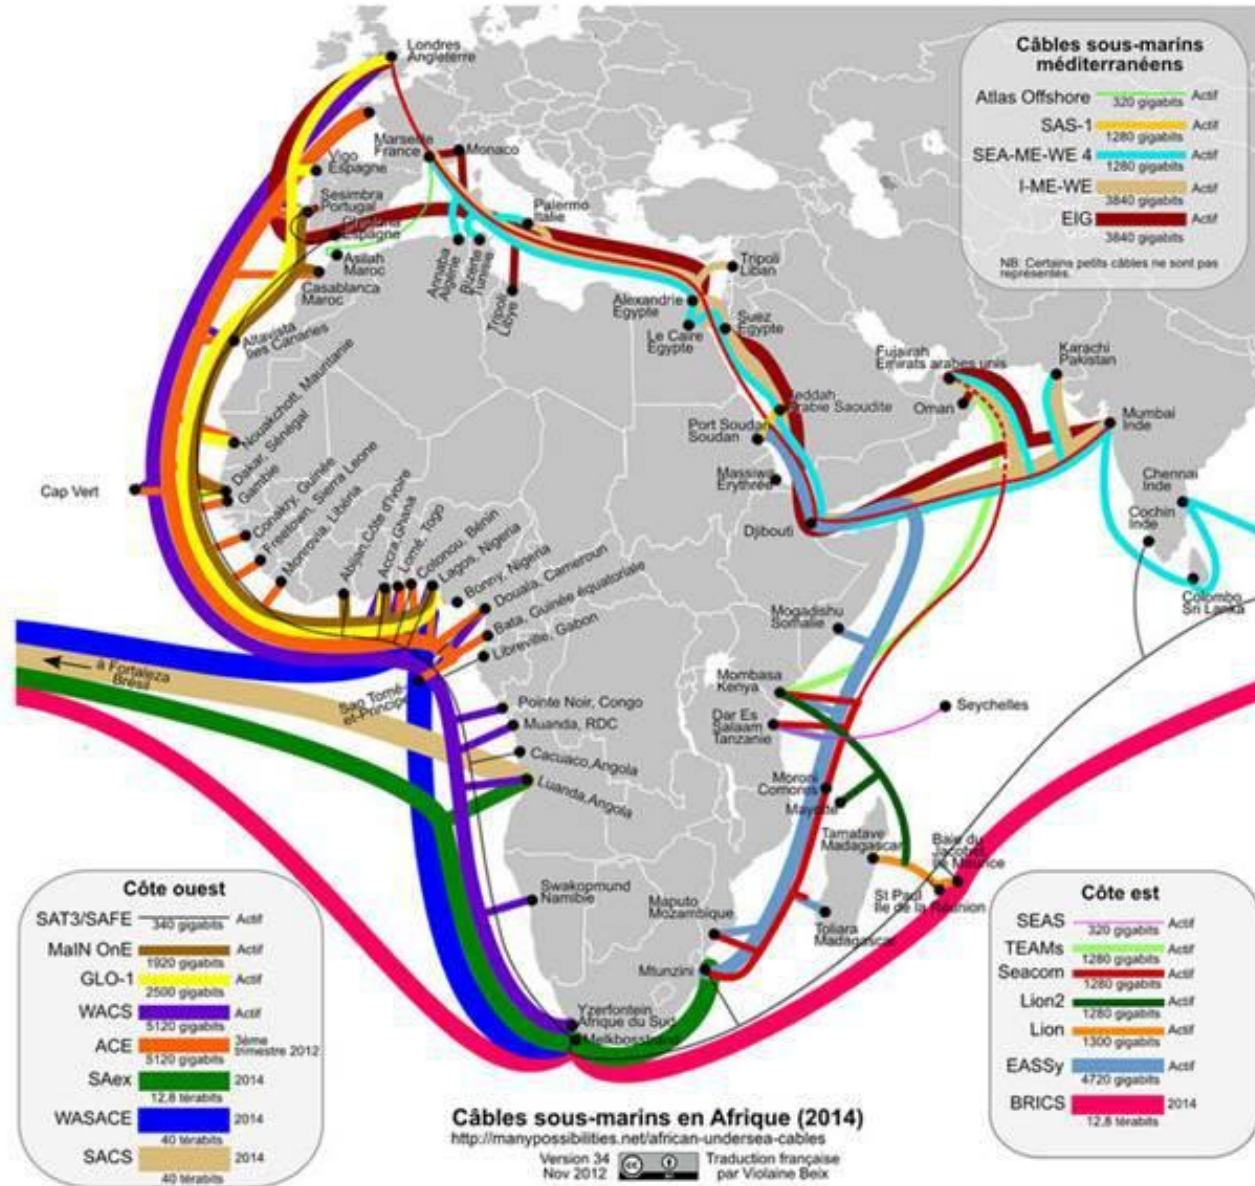 Londres
Angleterre
Vigo
Espagne
Marseille
France
Monaco
Sesimbra
Portugal
Espagne
Asilah
Maroc
Casablanca
Maroc
Annaba
Algérie
Bizerte
Tunisie
Palermo
Italie
Tripoli
Libye
Tripoli
Liban
Alexandrie
Egypte
Le Caire
Egypte
Suez
Egypte
Altavista
Iles Canaries
Nouakchott, Mauritanie
Dakar, Sénégal
Gambie
Conakry, Guinée
Freetown, Sierra Leone
Monrovia, Libéria
Cap Vert
Abijan,Côte d'Ivoire
Accra,Ghana
Lomé, Togo
Cotonou, Bénin
Lagos, Nigeria
Bonny, Nigeria
Douala, Cameroun
Bata, Guinée équatoriale
Libreville, Gabon
Sao Tomé-
et-Principe
à Fortaleza
Brésil
Pointe Noir, Congo
Muanda, RDC
Cacuaco,Angola
Luanda,Angola
Swakopmund
Namibie
Yzerfontein
Afrique du Sud
Melkbosstrand
Mtunzini
Maputo
Mozambique
Toliara
Madagascar
Tamatave
Madagascar
Baie du
Jacobet
Ile Maurice
St Paul
Ile de la Réunion
Moroni
Comores
Mayotte
Dar Es
Salaam
Tanzanie
Mombasa
Kenya
Seychelles
Mogadishu
Somalie
Djibouti
Massiwa
Erythrée
Port Soudan
Soudan
Jeddah
Arabie Saoudite
Fujairah
Emirats arabes unis
Oman
Karachi
Pakistan
Mumbai
Inde
Chennai
Inde
Cochin
Inde
Colombo
Sri Lanka
Câbles sous-marins
méditerranéens
Atlas Offshore 320 gigabits Actif
SAS-1 1280 gigabits Actif
SEA-ME-WE 4 1280 gigabits Actif
I-ME-WE 3840 gigabits Actif
EIG 3840 gigabits Actif
NB: Certains petits câbles ne sont pas
représentés.
Côte ouest
SAT3/SAFE 340 gigabits Actif
MaIN OnE 1920 gigabits Actif
GLO-1 2500 gigabits Actif
WACS 5120 gigabits Actif
ACE 5120 gigabits 3ème trimestre 2012
SAex 12,8 térabits 2014
WASACE 40 térabits 2014
SACS 40 térabits 2014
Côte est
SEAS 320 gigabits Actif
TEAMs 1280 gigabits Actif
Seacom 1280 gigabits Actif
Lion2 1280 gigabits Actif
Lion 1300 gigabits Actif
EASSy 4720 gigabits Actif
BRICS 12,8 térabits 2014
Câbles sous-marins en Afrique (2014)
http://manypossibilities.net/african-undersea-cables
Version 34
Nov 2012
Traduction française
par Violaine Beix